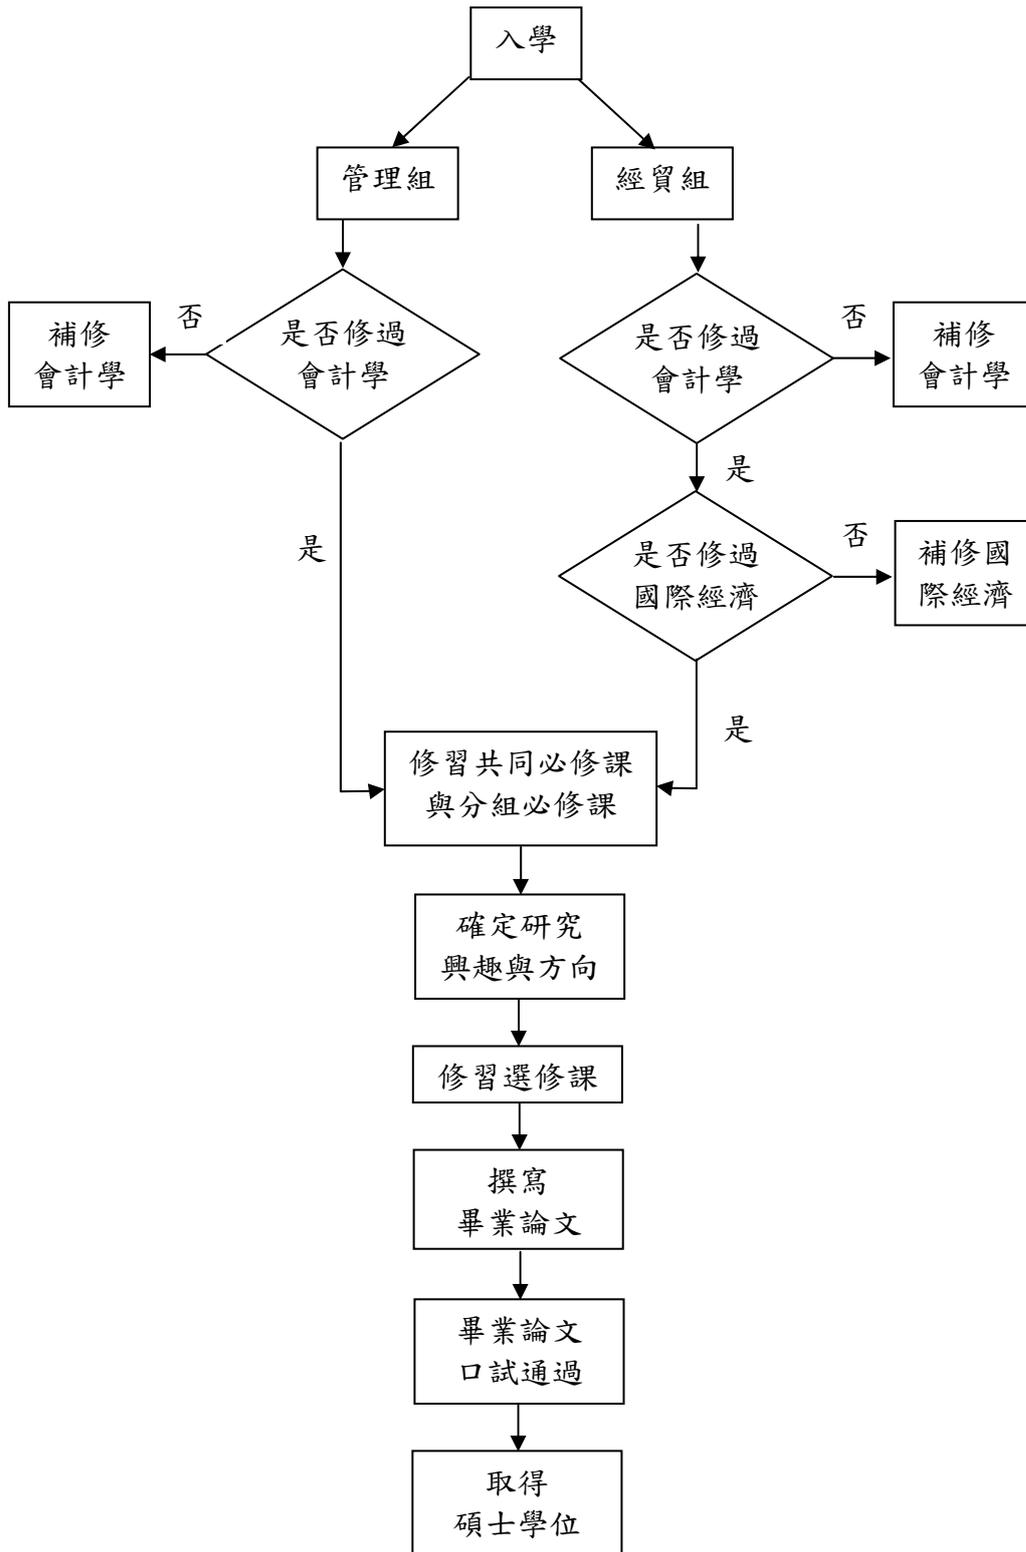 入學
管理組
經貿組
是否修過
會計學
否
補修
會計學
是否修過
會計學
否
補修
會計學
是
是
是否修過
國際經濟
否
補修國
際經濟
是
修習共同必修課
與分組必修課
確定研究
興趣與方向
修習選修課
撰寫
畢業論文
畢業論文
口試通過
取得
碩士學位